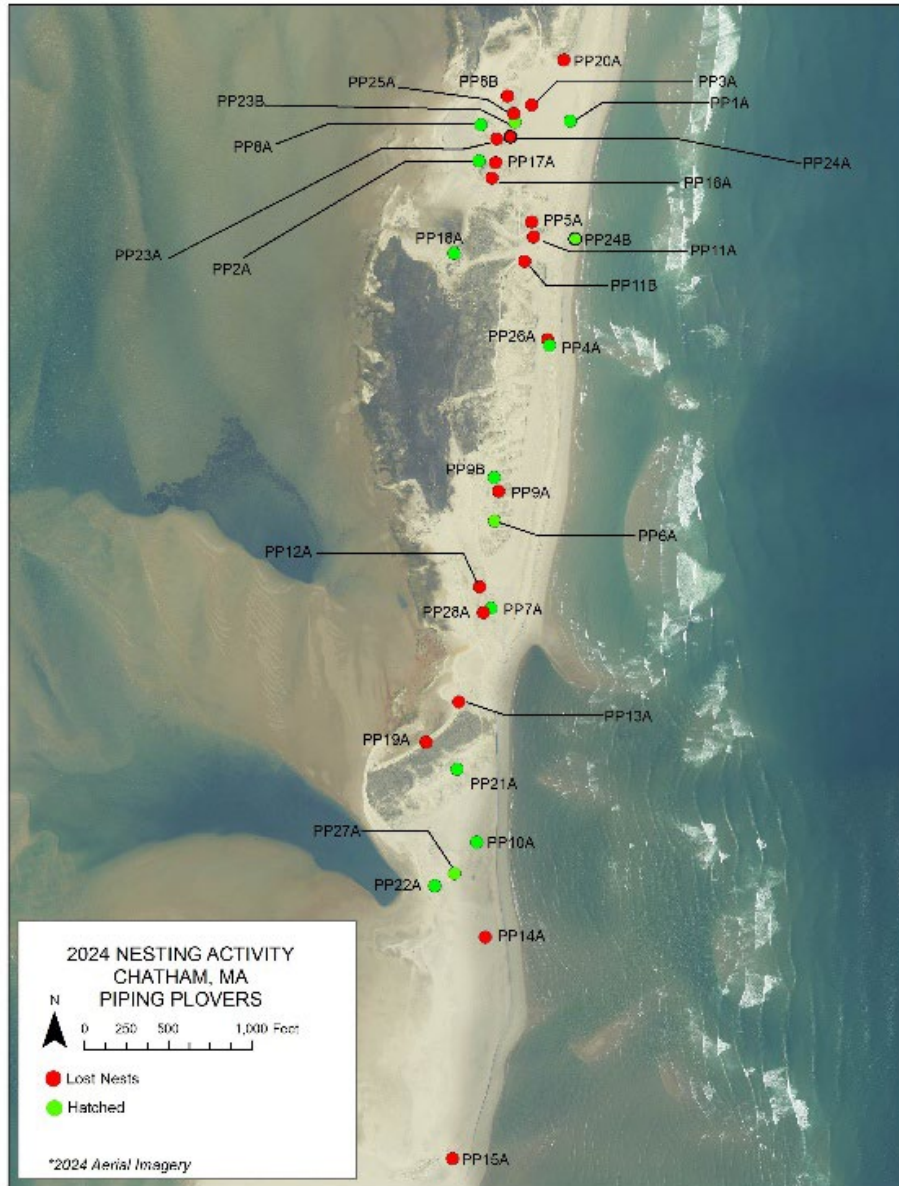 PP20A
PP8B
PP3A
PP25A
PP1A
PP23B
PP8A
PP17A
PP24A
PP16A
PP5A
PP18A
PP24B
PP23A
PP2A
PP11A
PP11B
PP26A
PP4A
PP9B
PP9A
PP6A
PP12A
PP28A
PP7A
PP13A
PP19A
PP21A
PP27A
PP10A
PP22A
PP14A
2024 NESTING ACTIVITY
CHATHAM, MA
PIPING PLOVERS
N
0 250 500 1,000 Feet
Lost Nests
Hatched
*2024 Aerial Imagery
PP15A